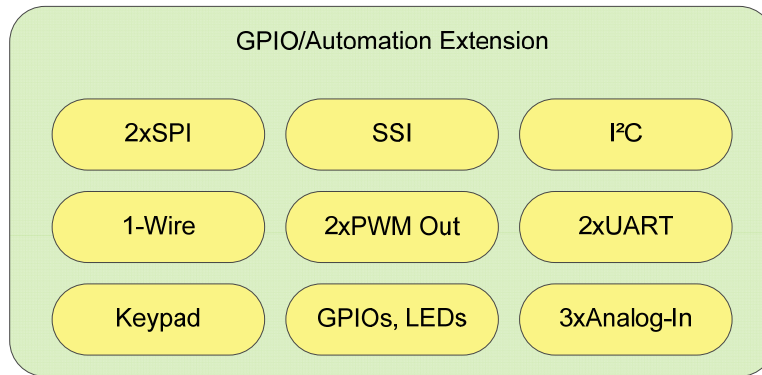 GPIO/Automation Extension
2xSPI
SSI
I²C
1-Wire
2xPWM Out
2xUART
Keypad
GPIOs, LEDs
3xAnalog-In